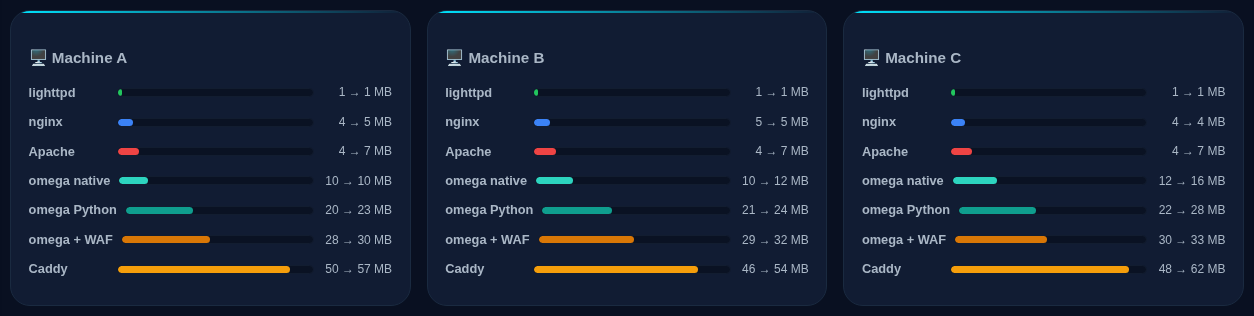 Machine A
lighttpd 1 → 1 MB
nginx 4 → 5 MB
Apache 4 → 7 MB
omega native 10 → 10 MB
omega Python 20 → 23 MB
omega + WAF 28 → 30 MB
Caddy 50 → 57 MB
Machine B
lighttpd 1 → 1 MB
nginx 5 → 5 MB
Apache 4 → 7 MB
omega native 10 → 12 MB
omega Python 21 → 24 MB
omega + WAF 29 → 32 MB
Caddy 46 → 54 MB
Machine C
lighttpd 1 → 1 MB
nginx 4 → 4 MB
Apache 4 → 7 MB
omega native 12 → 16 MB
omega Python 22 → 28 MB
omega + WAF 30 → 33 MB
Caddy 48 → 62 MB